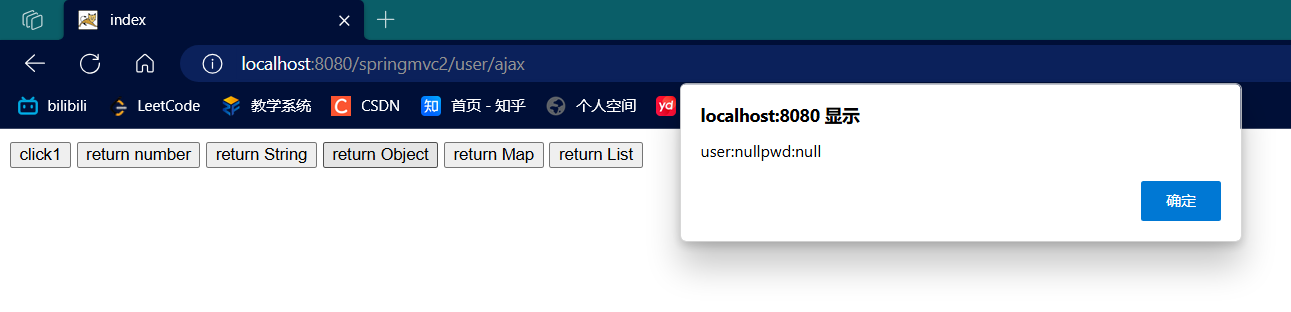 index
localhost:8080/springmvc2/user/ajax
bilibili LeetCode 教学系统 CSDN 知 首页 - 知乎 个人空间 yd
localhost:8080 显示
user:nullpwd:null
确定
click1 return number return String return Object return Map return List